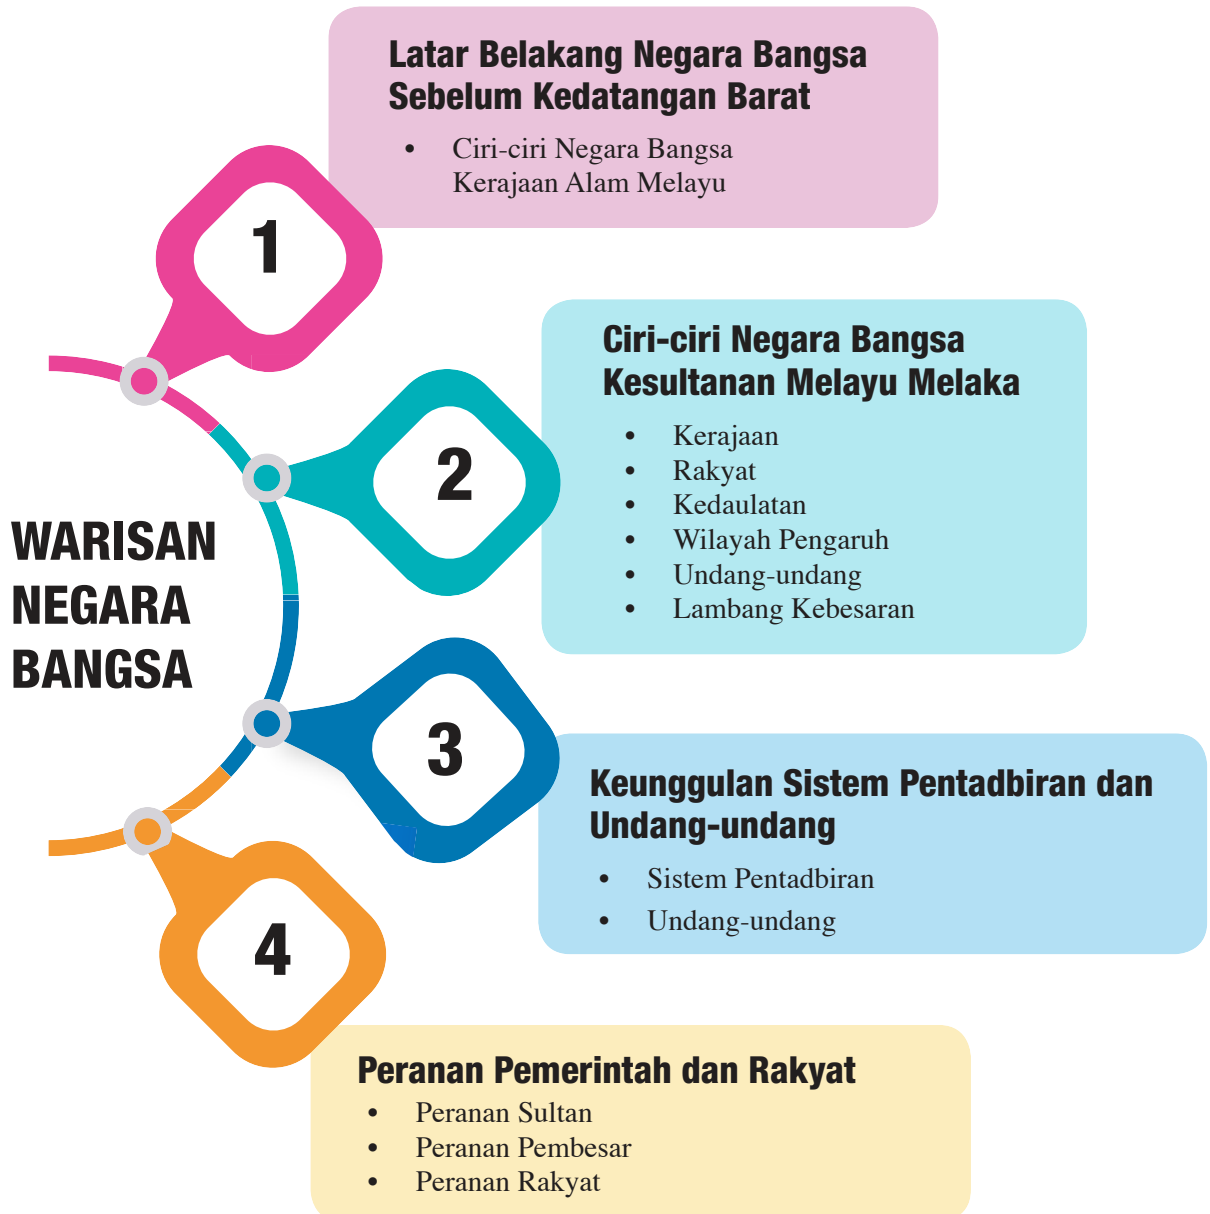 Latar Belakang Negara Bangsa
Sebelum Kedatangan Barat
• Ciri-ciri Negara Bangsa
Kerajaan Alam Melayu
1
Ciri-ciri Negara Bangsa
Kesultanan Melayu Melaka
• Kerajaan
• Rakyat
• Kedaulatan
• Wilayah Pengaruh
• Undang-undang
• Lambang Kebesaran
2
WARISAN
NEGARA
BANGSA
3
Keunggulan Sistem Pentadbiran dan
Undang-undang
• Sistem Pentadbiran
• Undang-undang
4
Peranan Pemerintah dan Rakyat
• Peranan Sultan
• Peranan Pembesar
• Peranan Rakyat